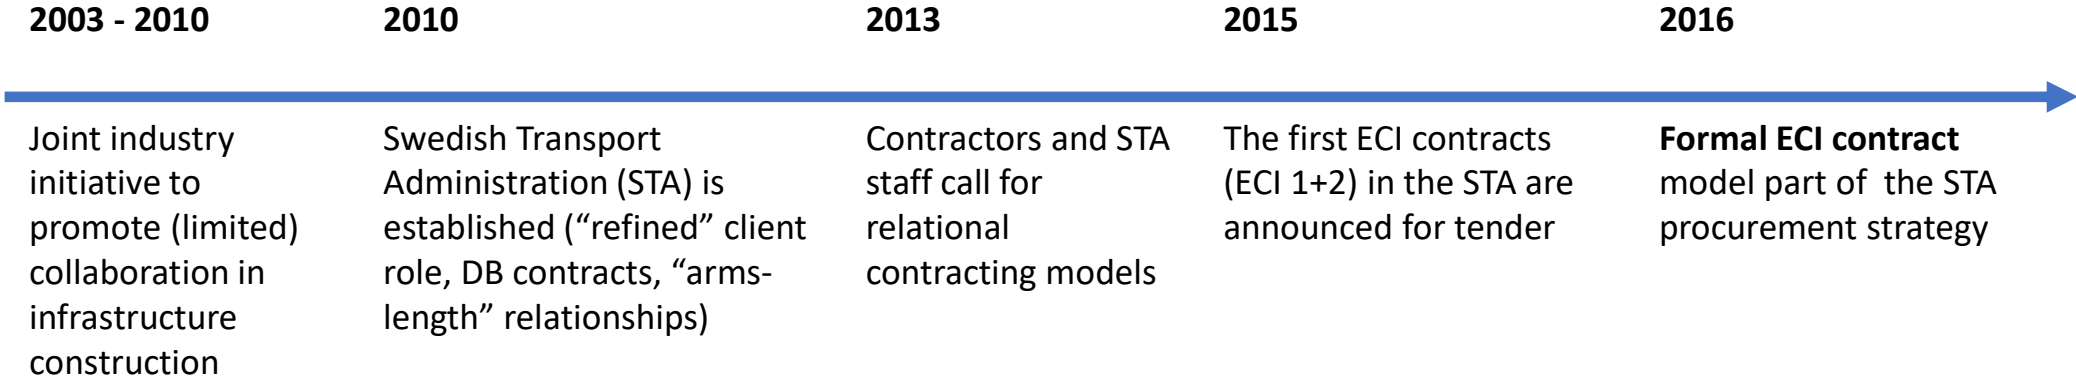 2003 - 2010
Joint industry
initiative to
promote (limited)
collaboration in
infrastructure
construction
2010
Swedish Transport
Administration (STA) is
established (“refined” client
role, DB contracts, “arms-
length” relationships)
2013
Contractors and STA
staff call for
relational
contracting models
2015
The first ECI contracts
(ECI 1+2) in the STA are
announced for tender
2016
Formal ECI contract
model part of  the STA
procurement strategy